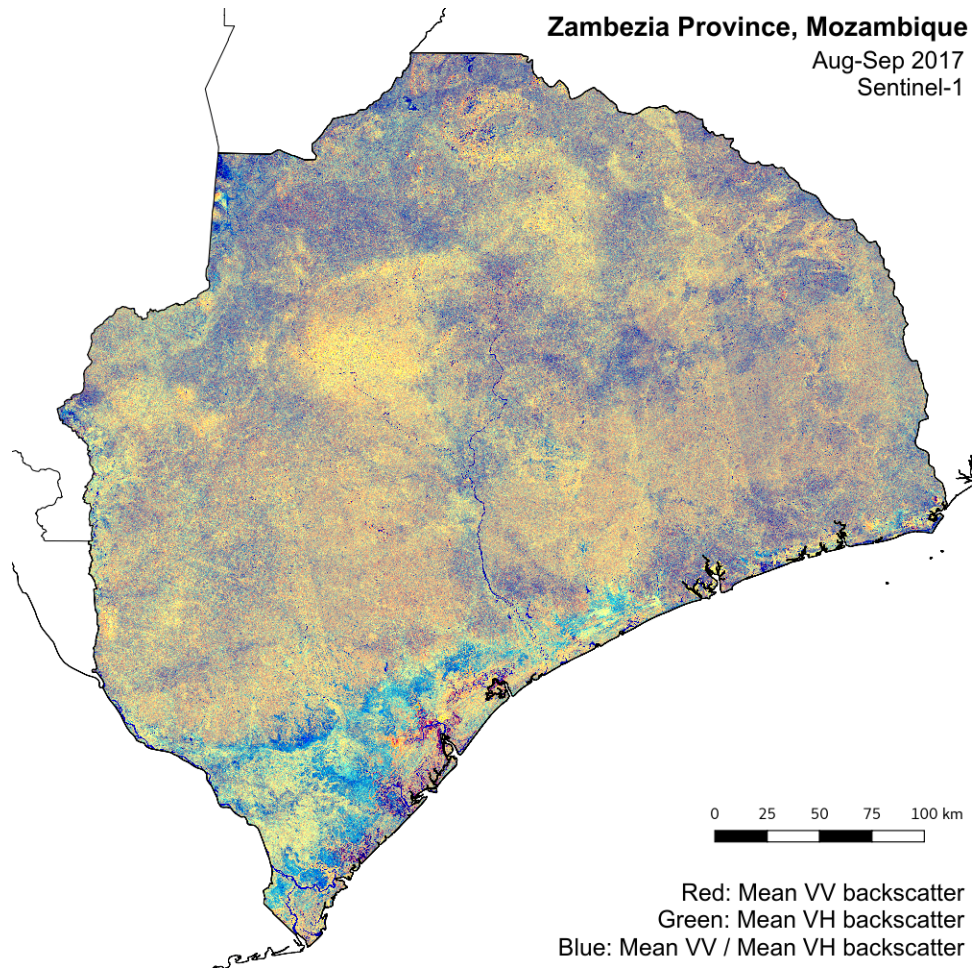 Zambezia Province, Mozambique
Aug-Sep 2017
Sentinel-1
0 25 50 75 100 km
Red: Mean VV backscatter
Green: Mean VH backscatter
Blue: Mean VV / Mean VH backscatter